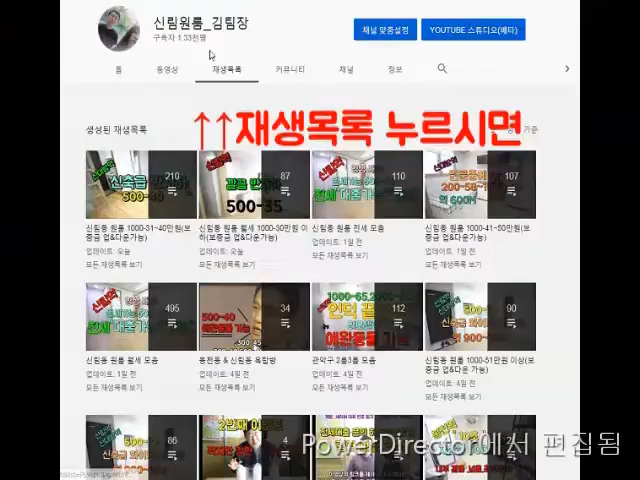 신림원룸_김팀장
구독자 1.33천명
채널 맞춤설정
YOUTUBE 스튜디오(베타)
홈
동영상
재생목록
커뮤니티
채널
정보
↑↑재생목록 누르시면
생성된 재생목록
기준
210
87
110
107
500-35
신림동 원룸 1000-31~40만원(보증금 업&다운가능)
업데이트: 오늘
모든 재생목록 보기
신림동 원룸 월세 1000-30만원 이하(보증금 업&다운가능)
업데이트: 오늘
모든 재생목록 보기
신림동 원룸 전세 모음
업데이트: 1일 전
모든 재생목록 보기
신림동 원룸 1000-41~50만원(보증금 업&다운가능)
업데이트: 1일 전
모든 재생목록 보기
495
34
112
90
500-40
300-45
신림동 원룸 월세 모음
업데이트: 1일 전
모든 재생목록 보기
봉천동 & 신림동 옥탑방
업데이트: 4일 전
모든 재생목록 보기
관악구 2룸3룸 모음
업데이트: 4일 전
모든 재생목록 보기
신림동 원룸 1000-51만원 이상(보증금 업&다운 가능)
업데이트: 4일 전
모든 재생목록 보기
86
4
PowerDirector에서 편집됨